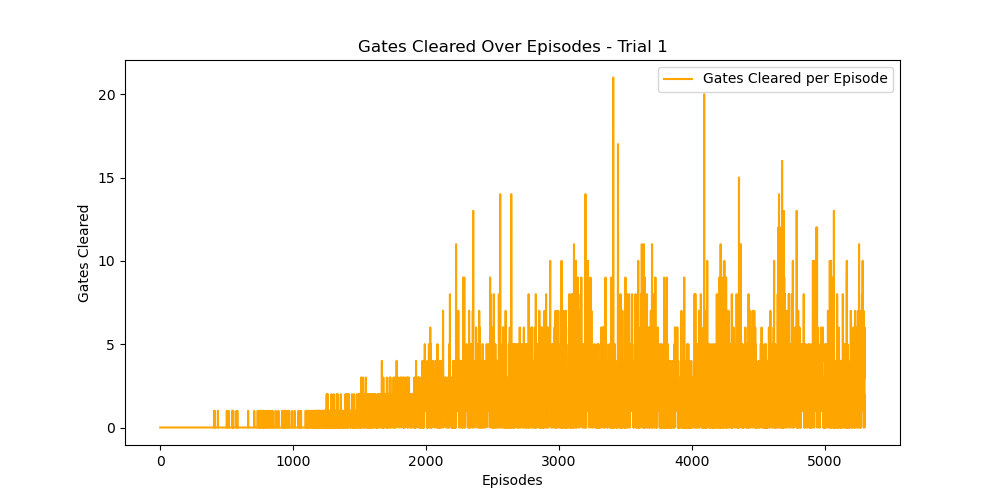 Gates Cleared Over Episodes - Trial 1
Gates Cleared per Episode
20
15
10
5
0
Gates Cleared
0 1000 2000 3000 4000 5000
Episodes